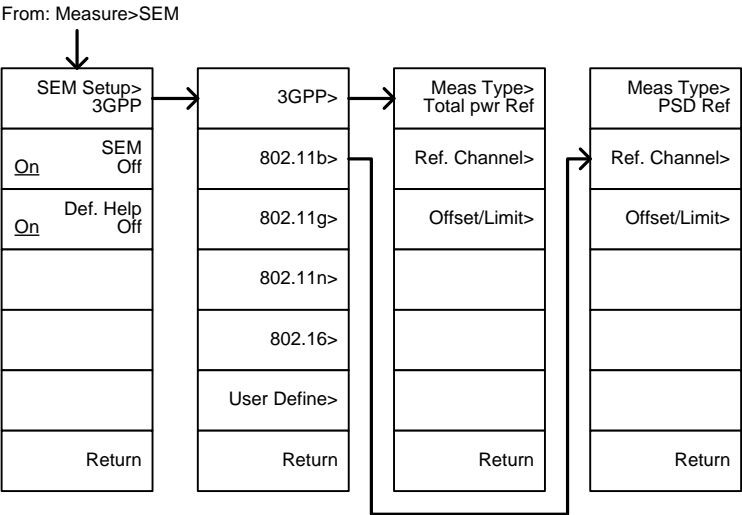 From: Measure>SEM
SEM Setup>
3GPP
SEM
On Off
Def. Help
On Off
Return
3GPP>
802.11b>
802.11g>
802.11n>
802.16>
User Define>
Return
Meas Type>
Total pwr Ref
Ref. Channel>
Offset/Limit>
Return
Meas Type>
PSD Ref
Ref. Channel>
Offset/Limit>
Return